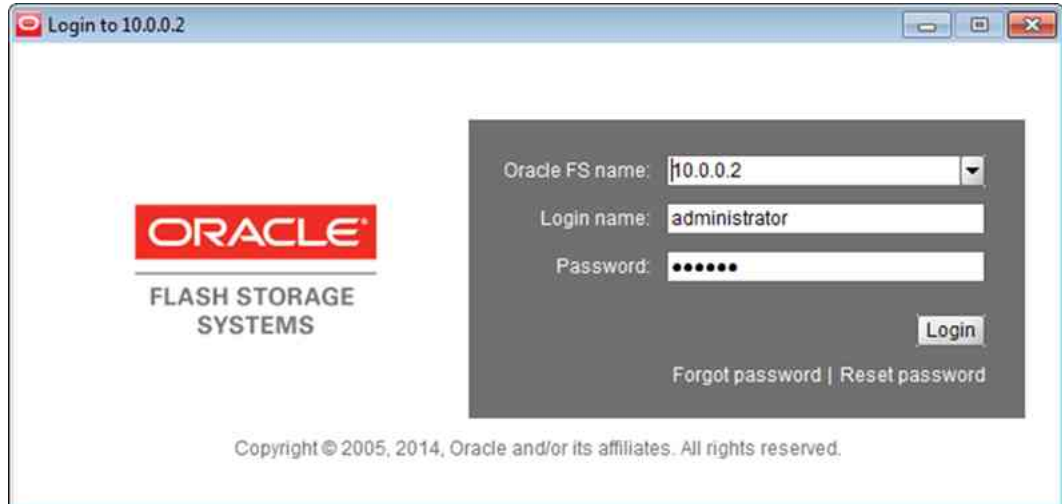 Login to 10.0.0.2
Oracle FS name: 10.0.0.2
Login name: administrator
Password: ●●●●●●
ORACLE®
FLASH STORAGE
SYSTEMS
Login
Forgot password | Reset password
Copyright © 2005, 2014, Oracle and/or its affiliates. All rights reserved.